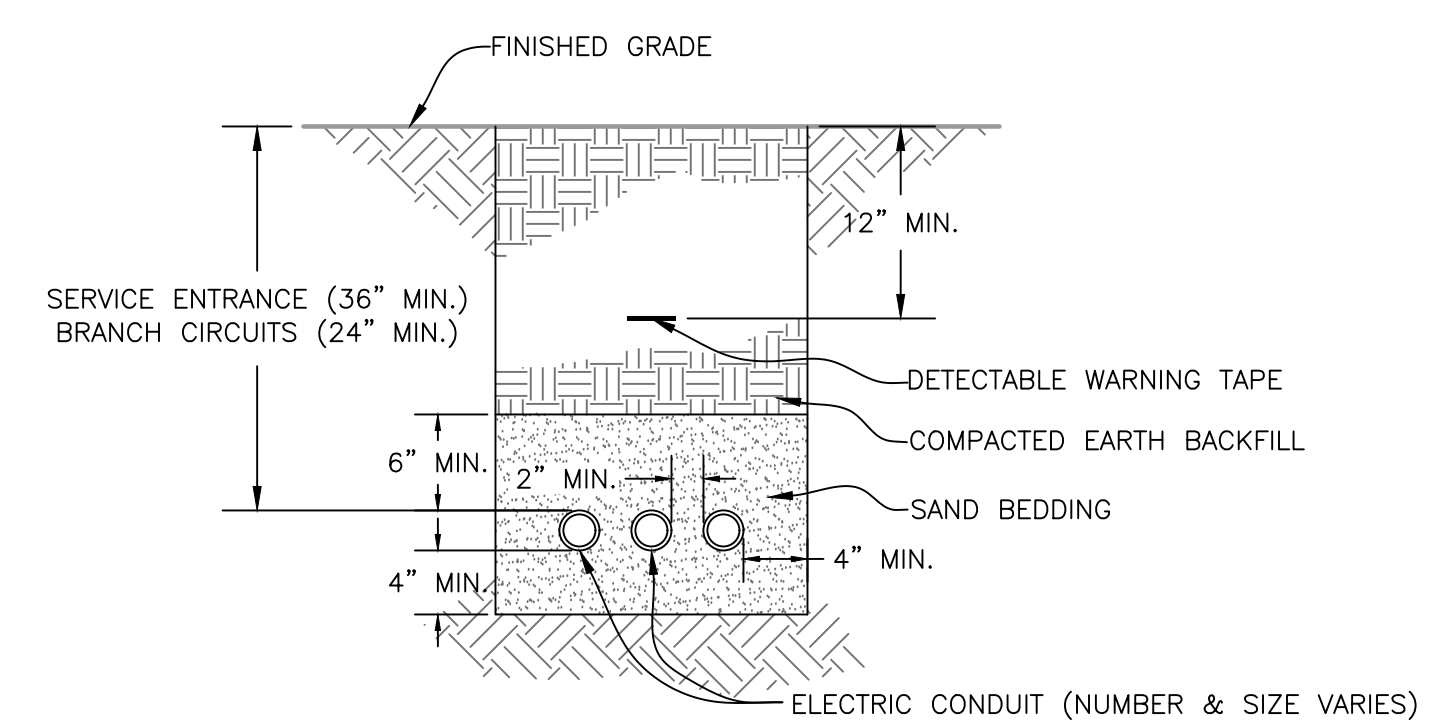 FINISHED GRADE
12” MIN.
SERVICE ENTRANCE (36” MIN.)
BRANCH CIRCUITS (24” MIN.)
DETECTABLE WARNING TAPE
COMPACTED EARTH BACKFILL
6” MIN.
2” MIN.
SAND BEDDING
4” MIN.
4” MIN.
ELECTRIC CONDUIT (NUMBER & SIZE VARIES)